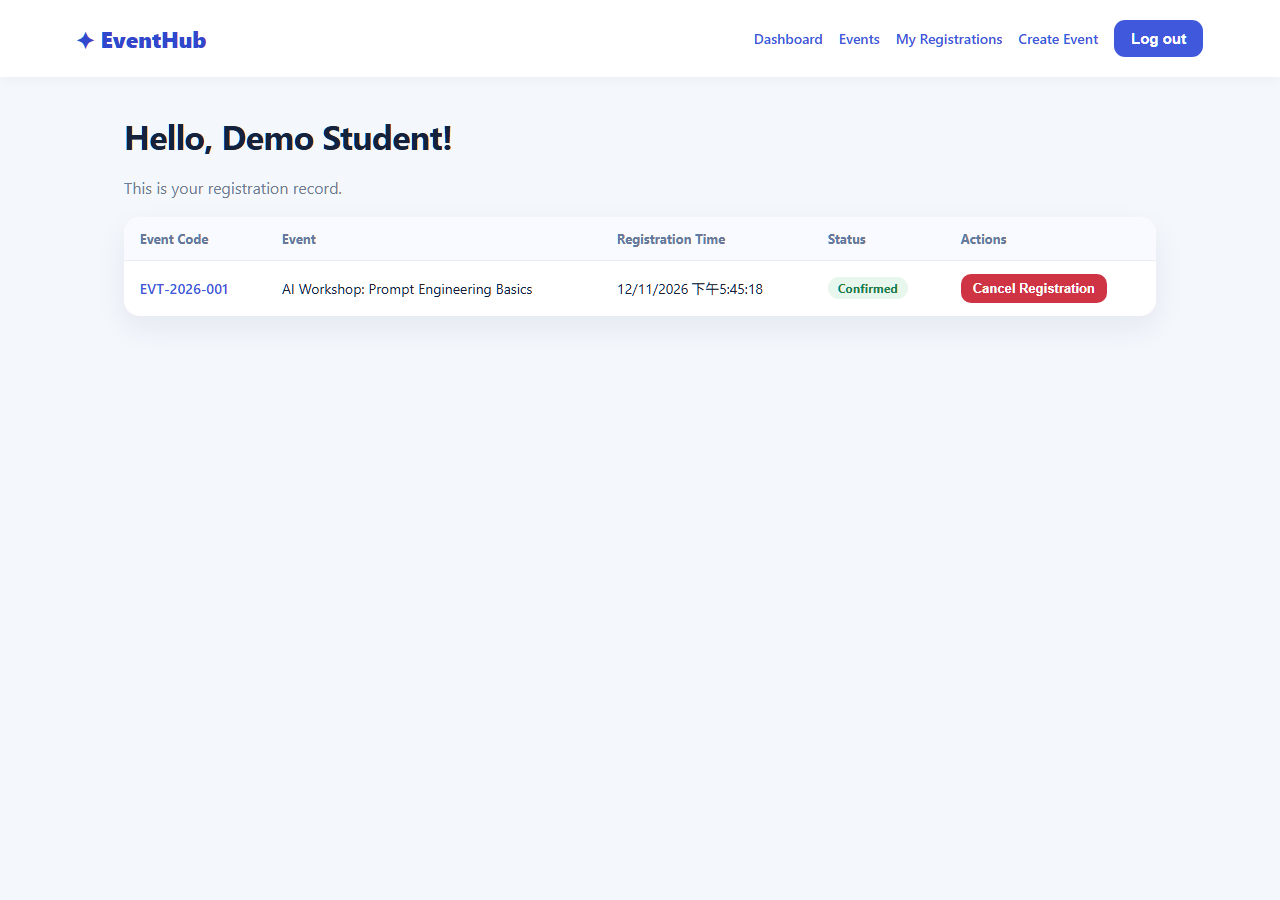 ✦ EventHub
Dashboard Events My Registrations Create Event Log out
Hello, Demo Student!
This is your registration record.
Event Code Event Registration Time Status Actions
EVT-2026-001 AI Workshop: Prompt Engineering Basics 12/11/2026 下午5:45:18 Confirmed Cancel Registration